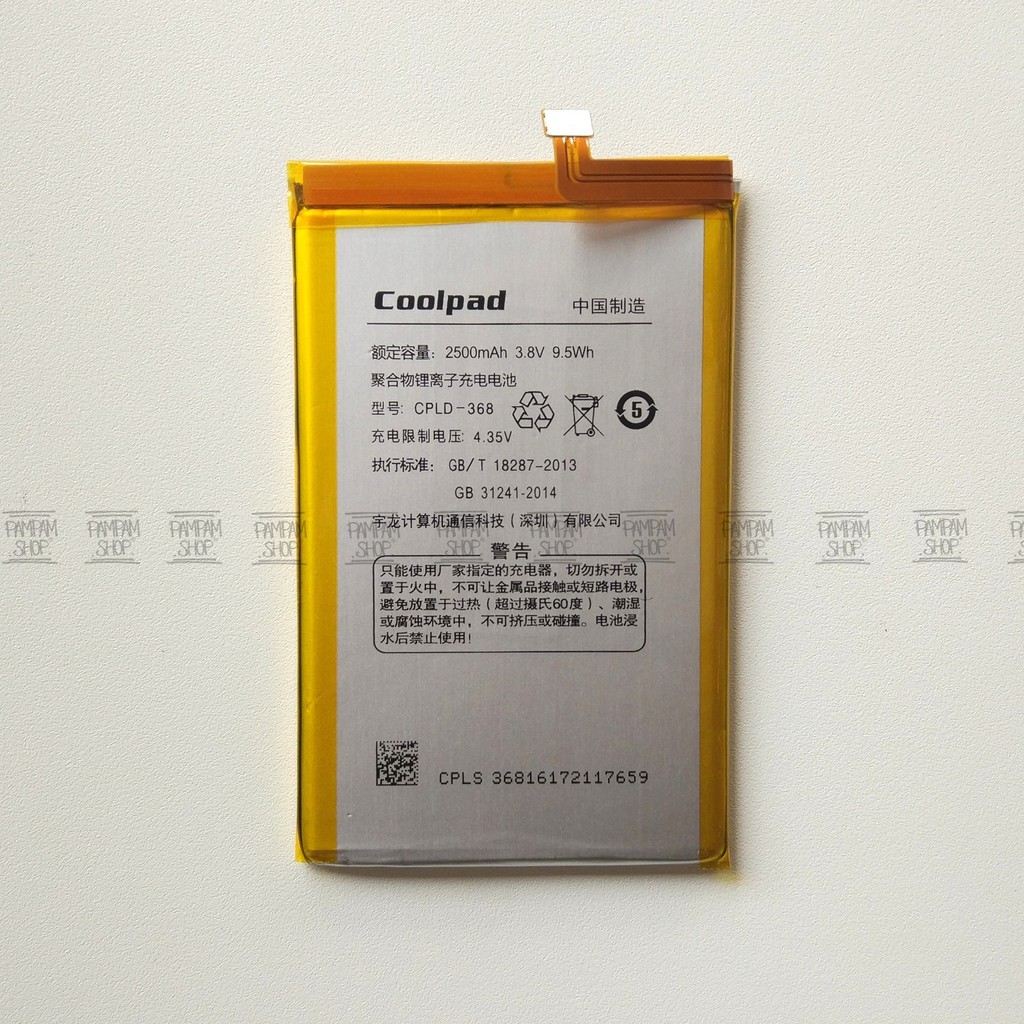 Coolpad 中国制造
额定容量: 2500mAh 3.8V 9.5Wh
聚合物锂离子充电电池
型号: CPLD-368
5
充电限制电压: 4.35V
执行标准: GB/T 18287-2013
GB 31241-2014
宇龙计算机通信科技(深圳)有限公司
PAMPAM SHOP
警告
只能使用厂家指定的充电器, 切勿拆开或
置于火中, 不可让金属品接触或短路电极,
避免放置于过热(超过摄氏60度)、潮湿
或腐蚀环境中, 不可挤压或碰撞。电池浸
水后禁止使用!
CPLS 36816172117659